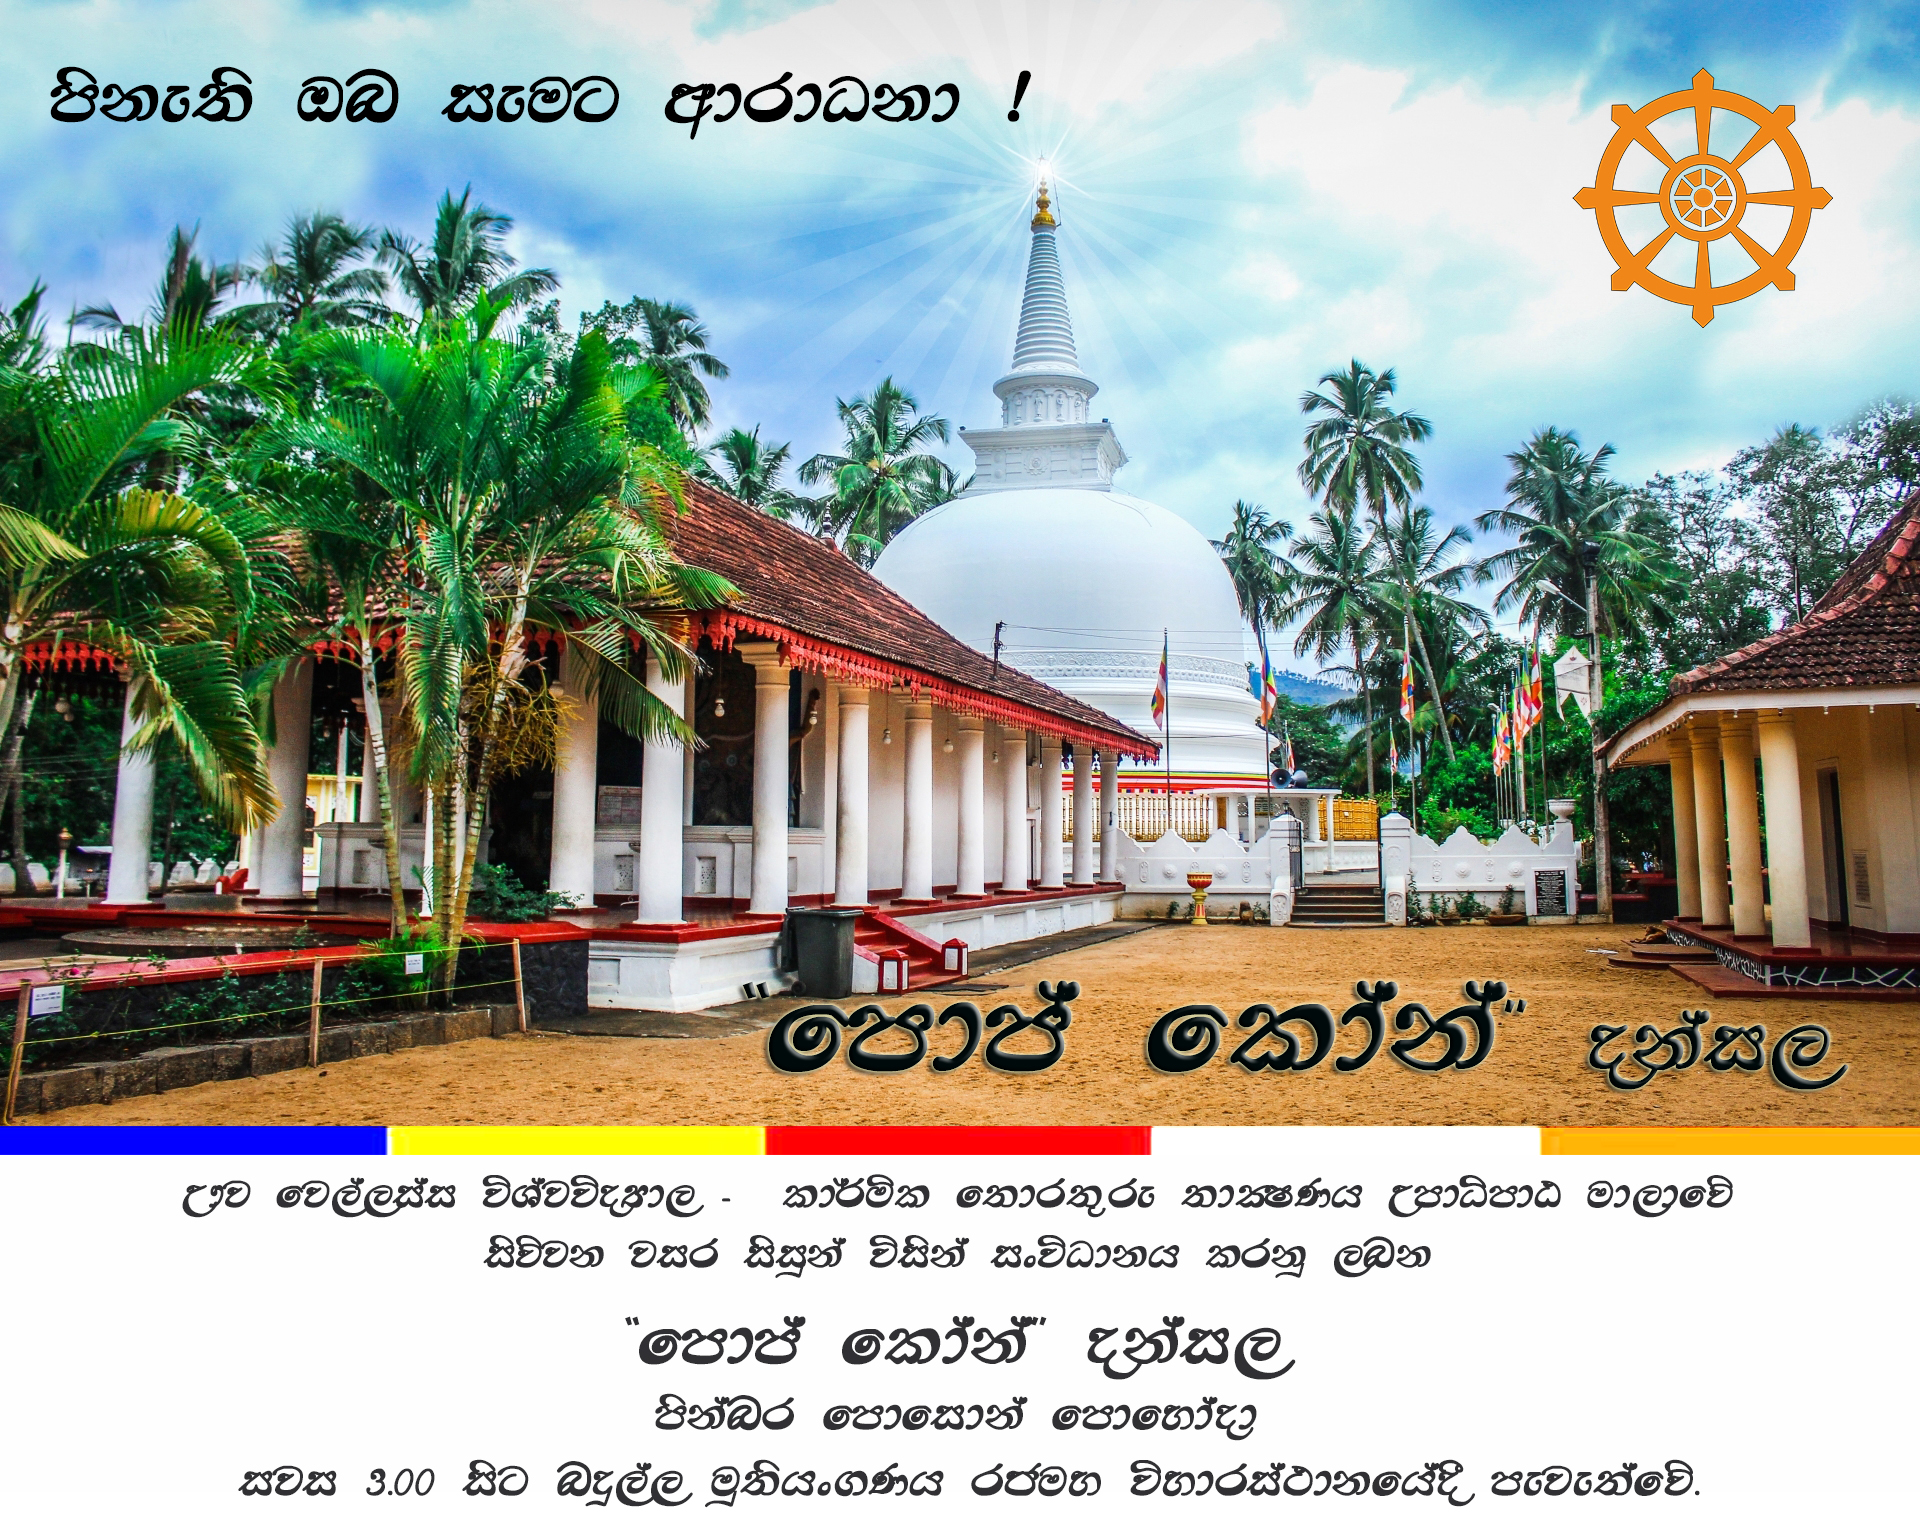 පිනැති ඔබ සැමට ආරාධනා !
"පොප් කෝන්" දන්සල
ඌව වෙල්ලස්ස විශ්වවිද්‍යාල - කාර්මික තොරතුරු තාක්ෂණය උපාධිපාඨ මාලාවේ
සිව්වන වසර සිසුන් විසින් සංවිධානය කරනු ලබන
"පොප් කෝන්" දන්සල
පින්බර පොසොන් පොහෝදා
සවස 3.00 සිට බදුල්ල මුතියංගණය රජමහ විහාරස්ථානයේදී පැවැත්වේ.